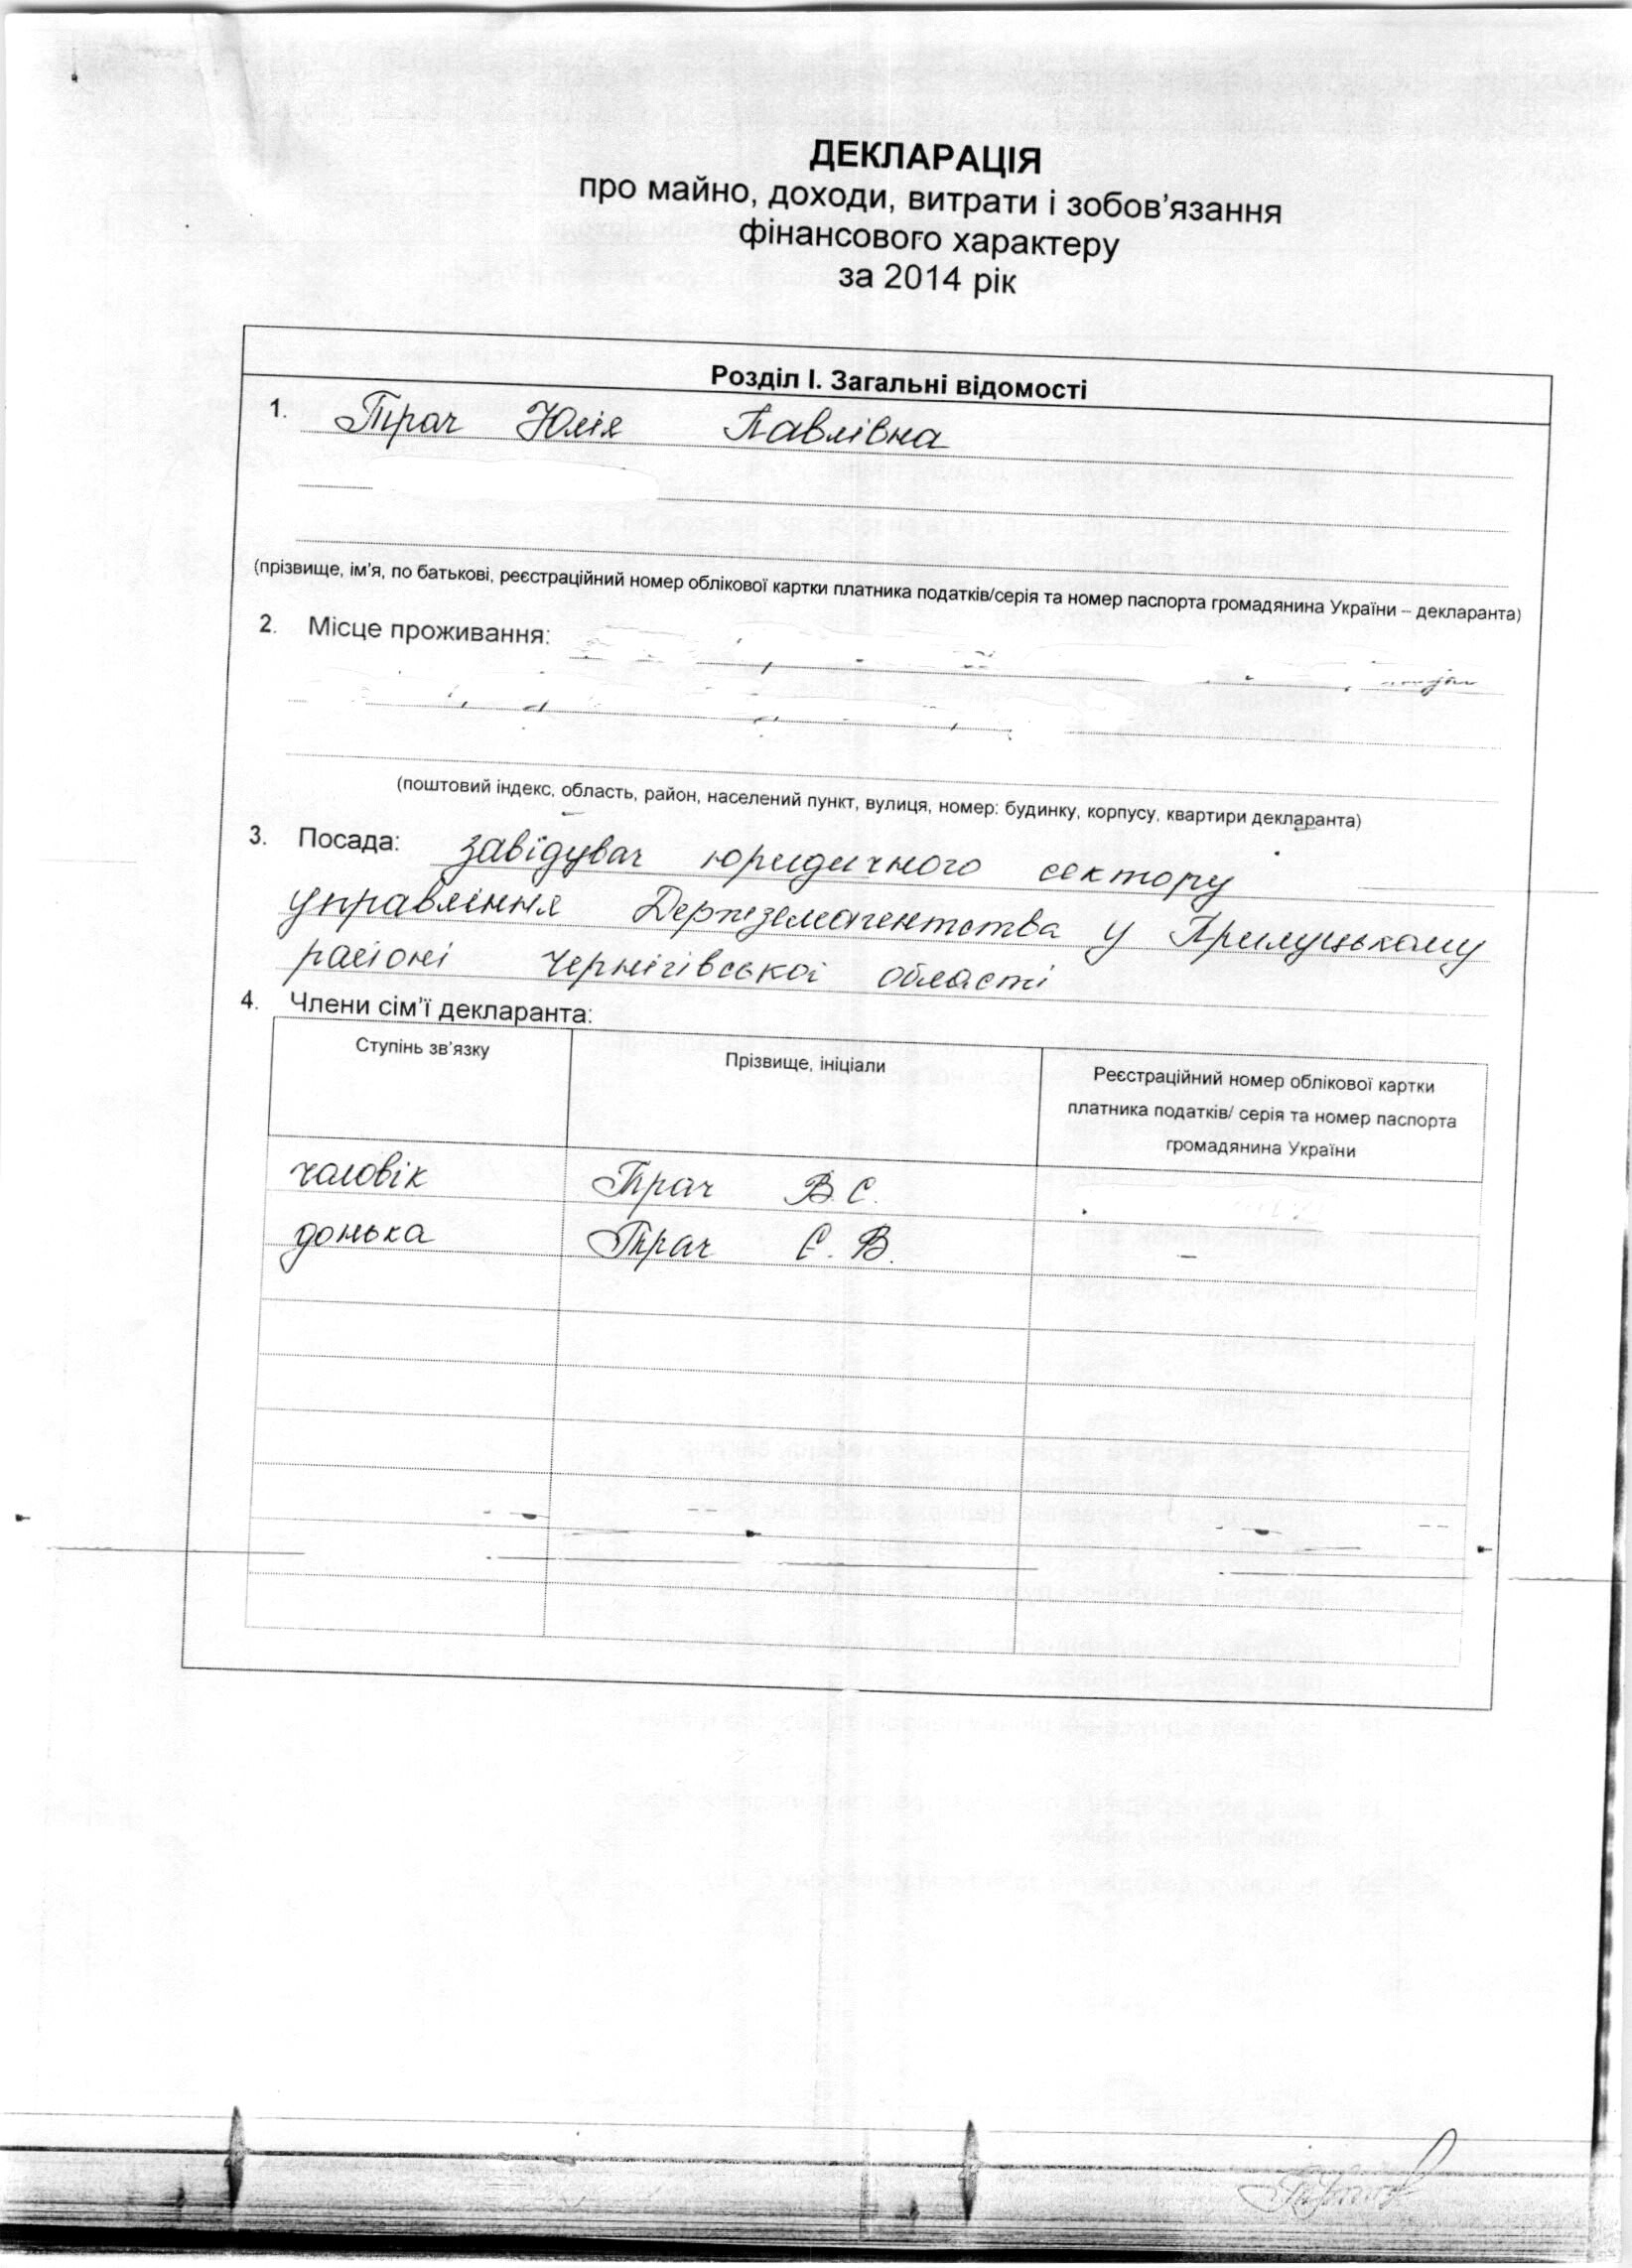 ДЕКЛАРАЦІЯ
про майно, доходи, витрати і зобов’язання
фінансового характеру
за 2014 рік
Розділ І. Загальні відомості
1. Трач Юлія Павлівна
(прізвище, ім’я, по батькові, реєстраційний номер облікової картки платника податків/серія та номер паспорта громадянина України – декларанта)
2. Місце проживання:
(поштовий індекс, область, район, населений пункт, вулиця, номер: будинку, корпусу, квартири декларанта)
3. Посада: завідувач юридичного сектору
управління Держземагентства у Прилуцькому
районі Чернігівської області
4. Члени сім’ї декларанта:
Ступінь зв’язку Прізвище, ініціали Реєстраційний номер облікової картки
платника податків/ серія та номер паспорта
громадянина України
чоловік Трач В.С.
донька Трач Є. В. –